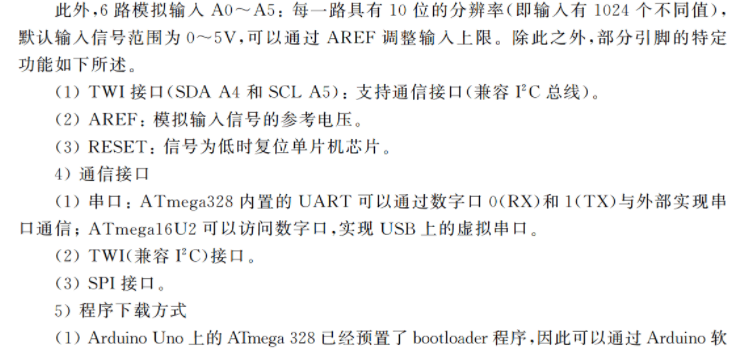 此外,6 路模拟输入 A0～A5：每一路具有 10 位的分辨率(即输入有 1024 个不同值),
默认输入信号范围为 0～5V,可以通过 AREF 调整输入上限。除此之外,部分引脚的特定
功能如下所述。
(1) TWI 接口(SDA A4 和 SCL A5)：支持通信接口(兼容 I²C 总线)。
(2) AREF：模拟输入信号的参考电压。
(3) RESET：信号为低时复位单片机芯片。
4) 通信接口
(1) 串口：ATmega328 内置的 UART 可以通过数字口 0(RX)和 1(TX)与外部实现串
口通信；ATmega16U2 可以访问数字口,实现 USB 上的虚拟串口。
(2) TWI(兼容 I²C)接口。
(3) SPI 接口。
5) 程序下载方式
(1) Arduino Uno 上的 ATmega 328 已经预置了 bootloader 程序,因此可以通过 Arduino 软